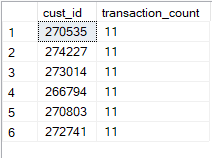 cust_id transaction_count
1 270535 11
2 274227 11
3 273014 11
4 266794 11
5 270803 11
6 272741 11